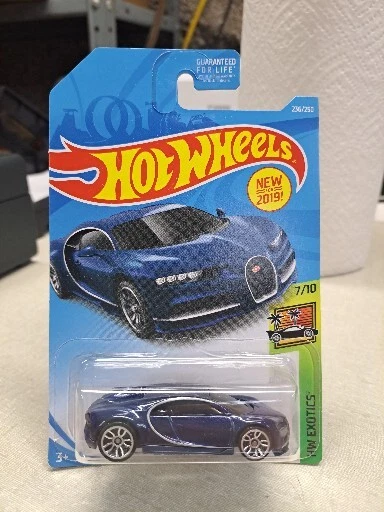 GUARANTEED
FOR LIFE
236/250
HOT WHEELS
NEW
FOR
2019!
7/10
HW EXOTICS
3+